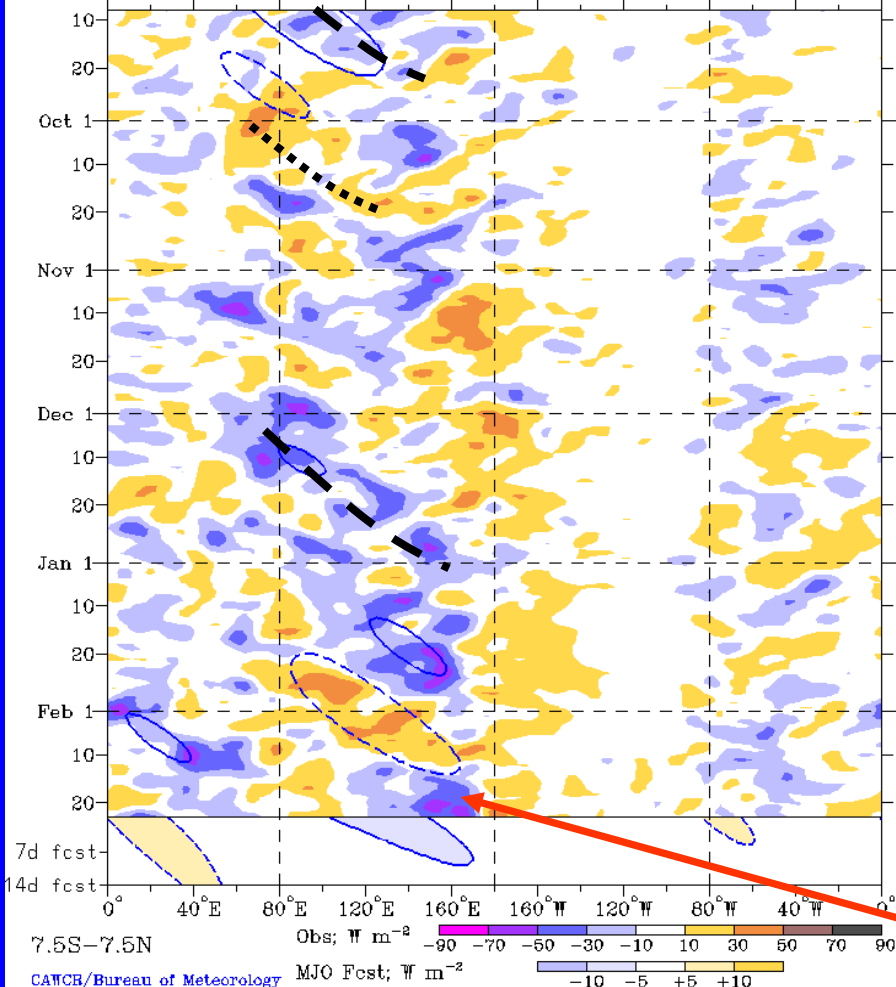 10
20
Oct 1
10
20
Nov 1
10
20
Dec 1
10
20
Jan 1
10
20
Feb 1
10
20
7d fcst
14d fcst
0° 40°E 80°E 120°E 160°E 160°W 120°W 80°W 40°W 0°
7.5S-7.5N
Obs; W m-2
-90 -70 -50 -30 -10 10 30 50 70 90
CAWCR/Bureau of Meteorology
MJO Fcst; W m-2
-10 -5 +5 +10